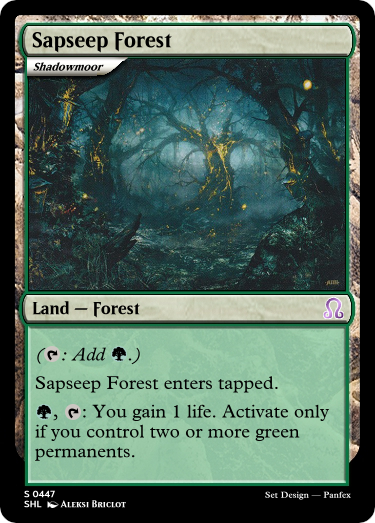 Sapseep Forest
Shadowmoor
Land — Forest
(: Add .)
Sapseep Forest enters tapped.
, : You gain 1 life. Activate only
if you control two or more green
permanents.
S 0447
SHL Aleksi Briclot
Set Design — Panfex